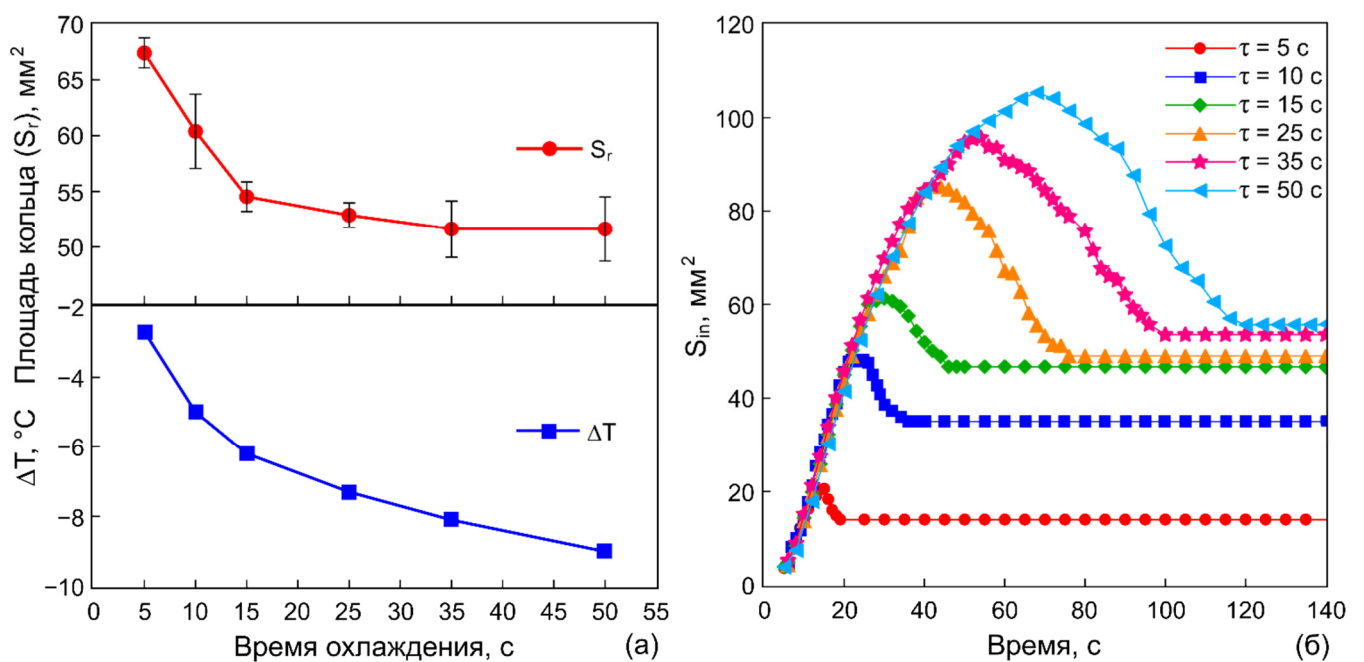 70
65
60
55
50
−2
−4
−6
−8
−10
ΔT, °C Площадь кольца (Sr), мм²
Sr
ΔT
0 5 10 15 20 25 30 35 40 45 50 55
Время охлаждения, с
(а)
120
100
80
60
40
20
0
Sin, мм²
τ = 5 с
τ = 10 с
τ = 15 с
τ = 25 с
τ = 35 с
τ = 50 с
0 20 40 60 80 100 120 140
Время, с
(б)